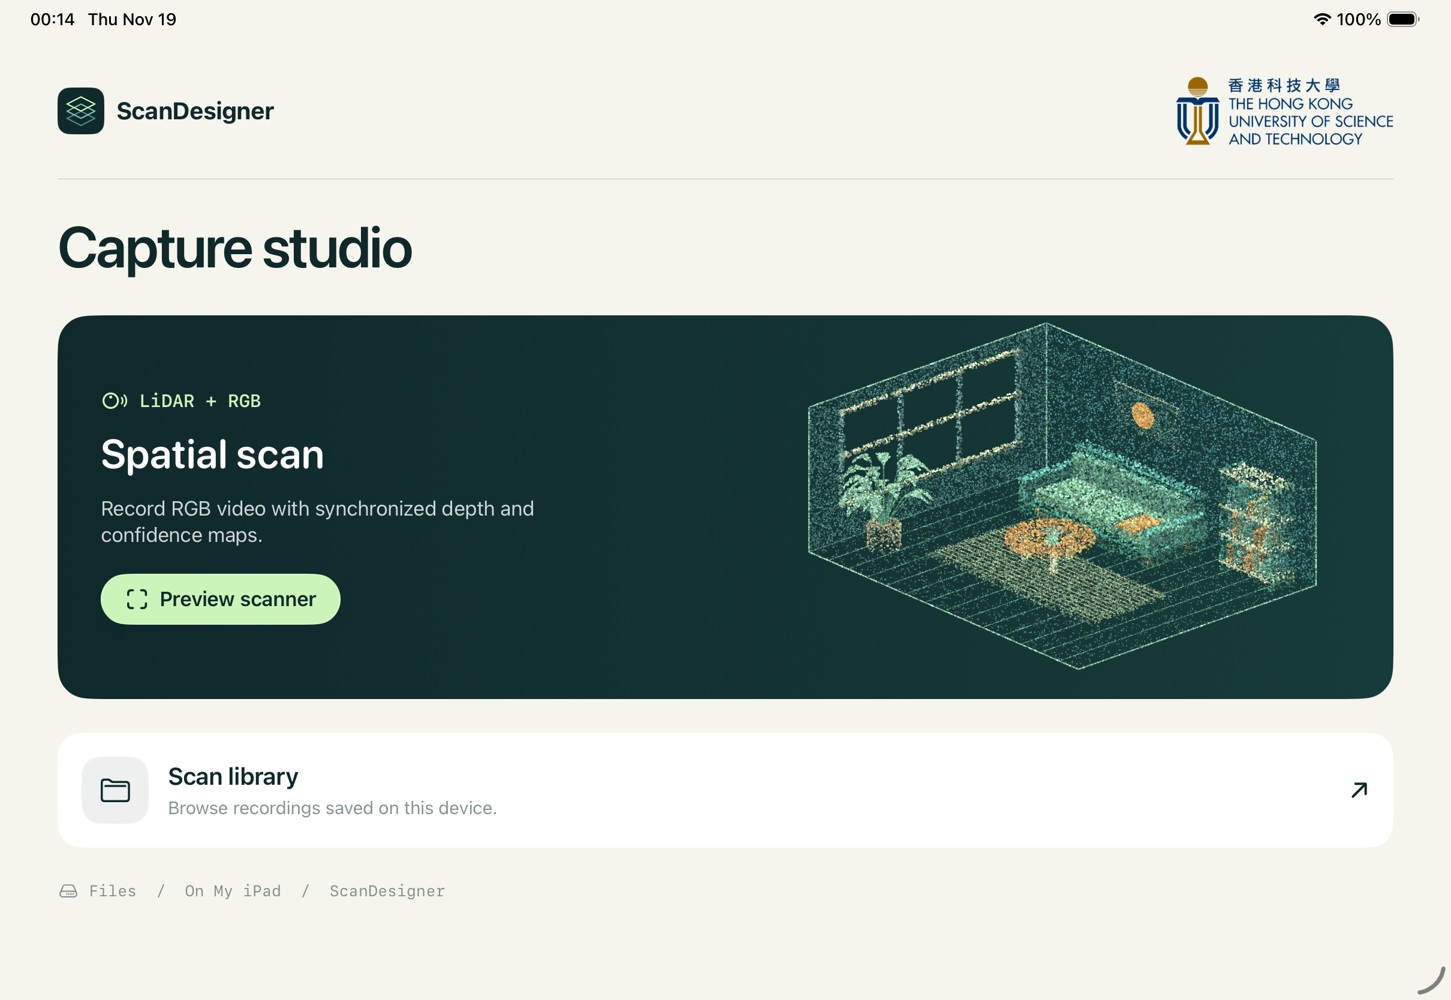 00:14 Thu Nov 19
100%
ScanDesigner
香港科技大學
THE HONG KONG
UNIVERSITY OF SCIENCE
AND TECHNOLOGY
Capture studio
LiDAR + RGB
Spatial scan
Record RGB video with synchronized depth and
confidence maps.
Preview scanner
Scan library
Browse recordings saved on this device.
Files / On My iPad / ScanDesigner